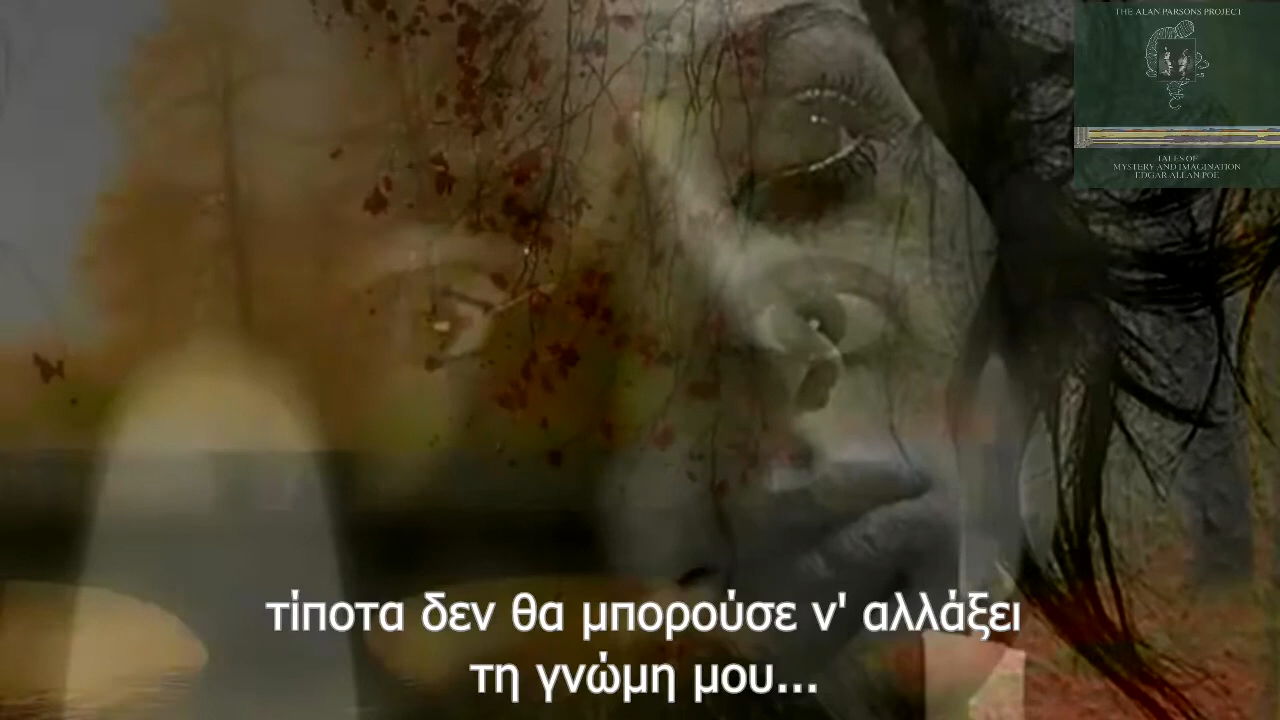 THE ALAN PARSONS PROJECT
TALES OF
MYSTERY AND IMAGINATION
EDGAR ALLAN POE
τίποτα δεν θα μπορούσε ν' αλλάξει
τη γνώμη μου...